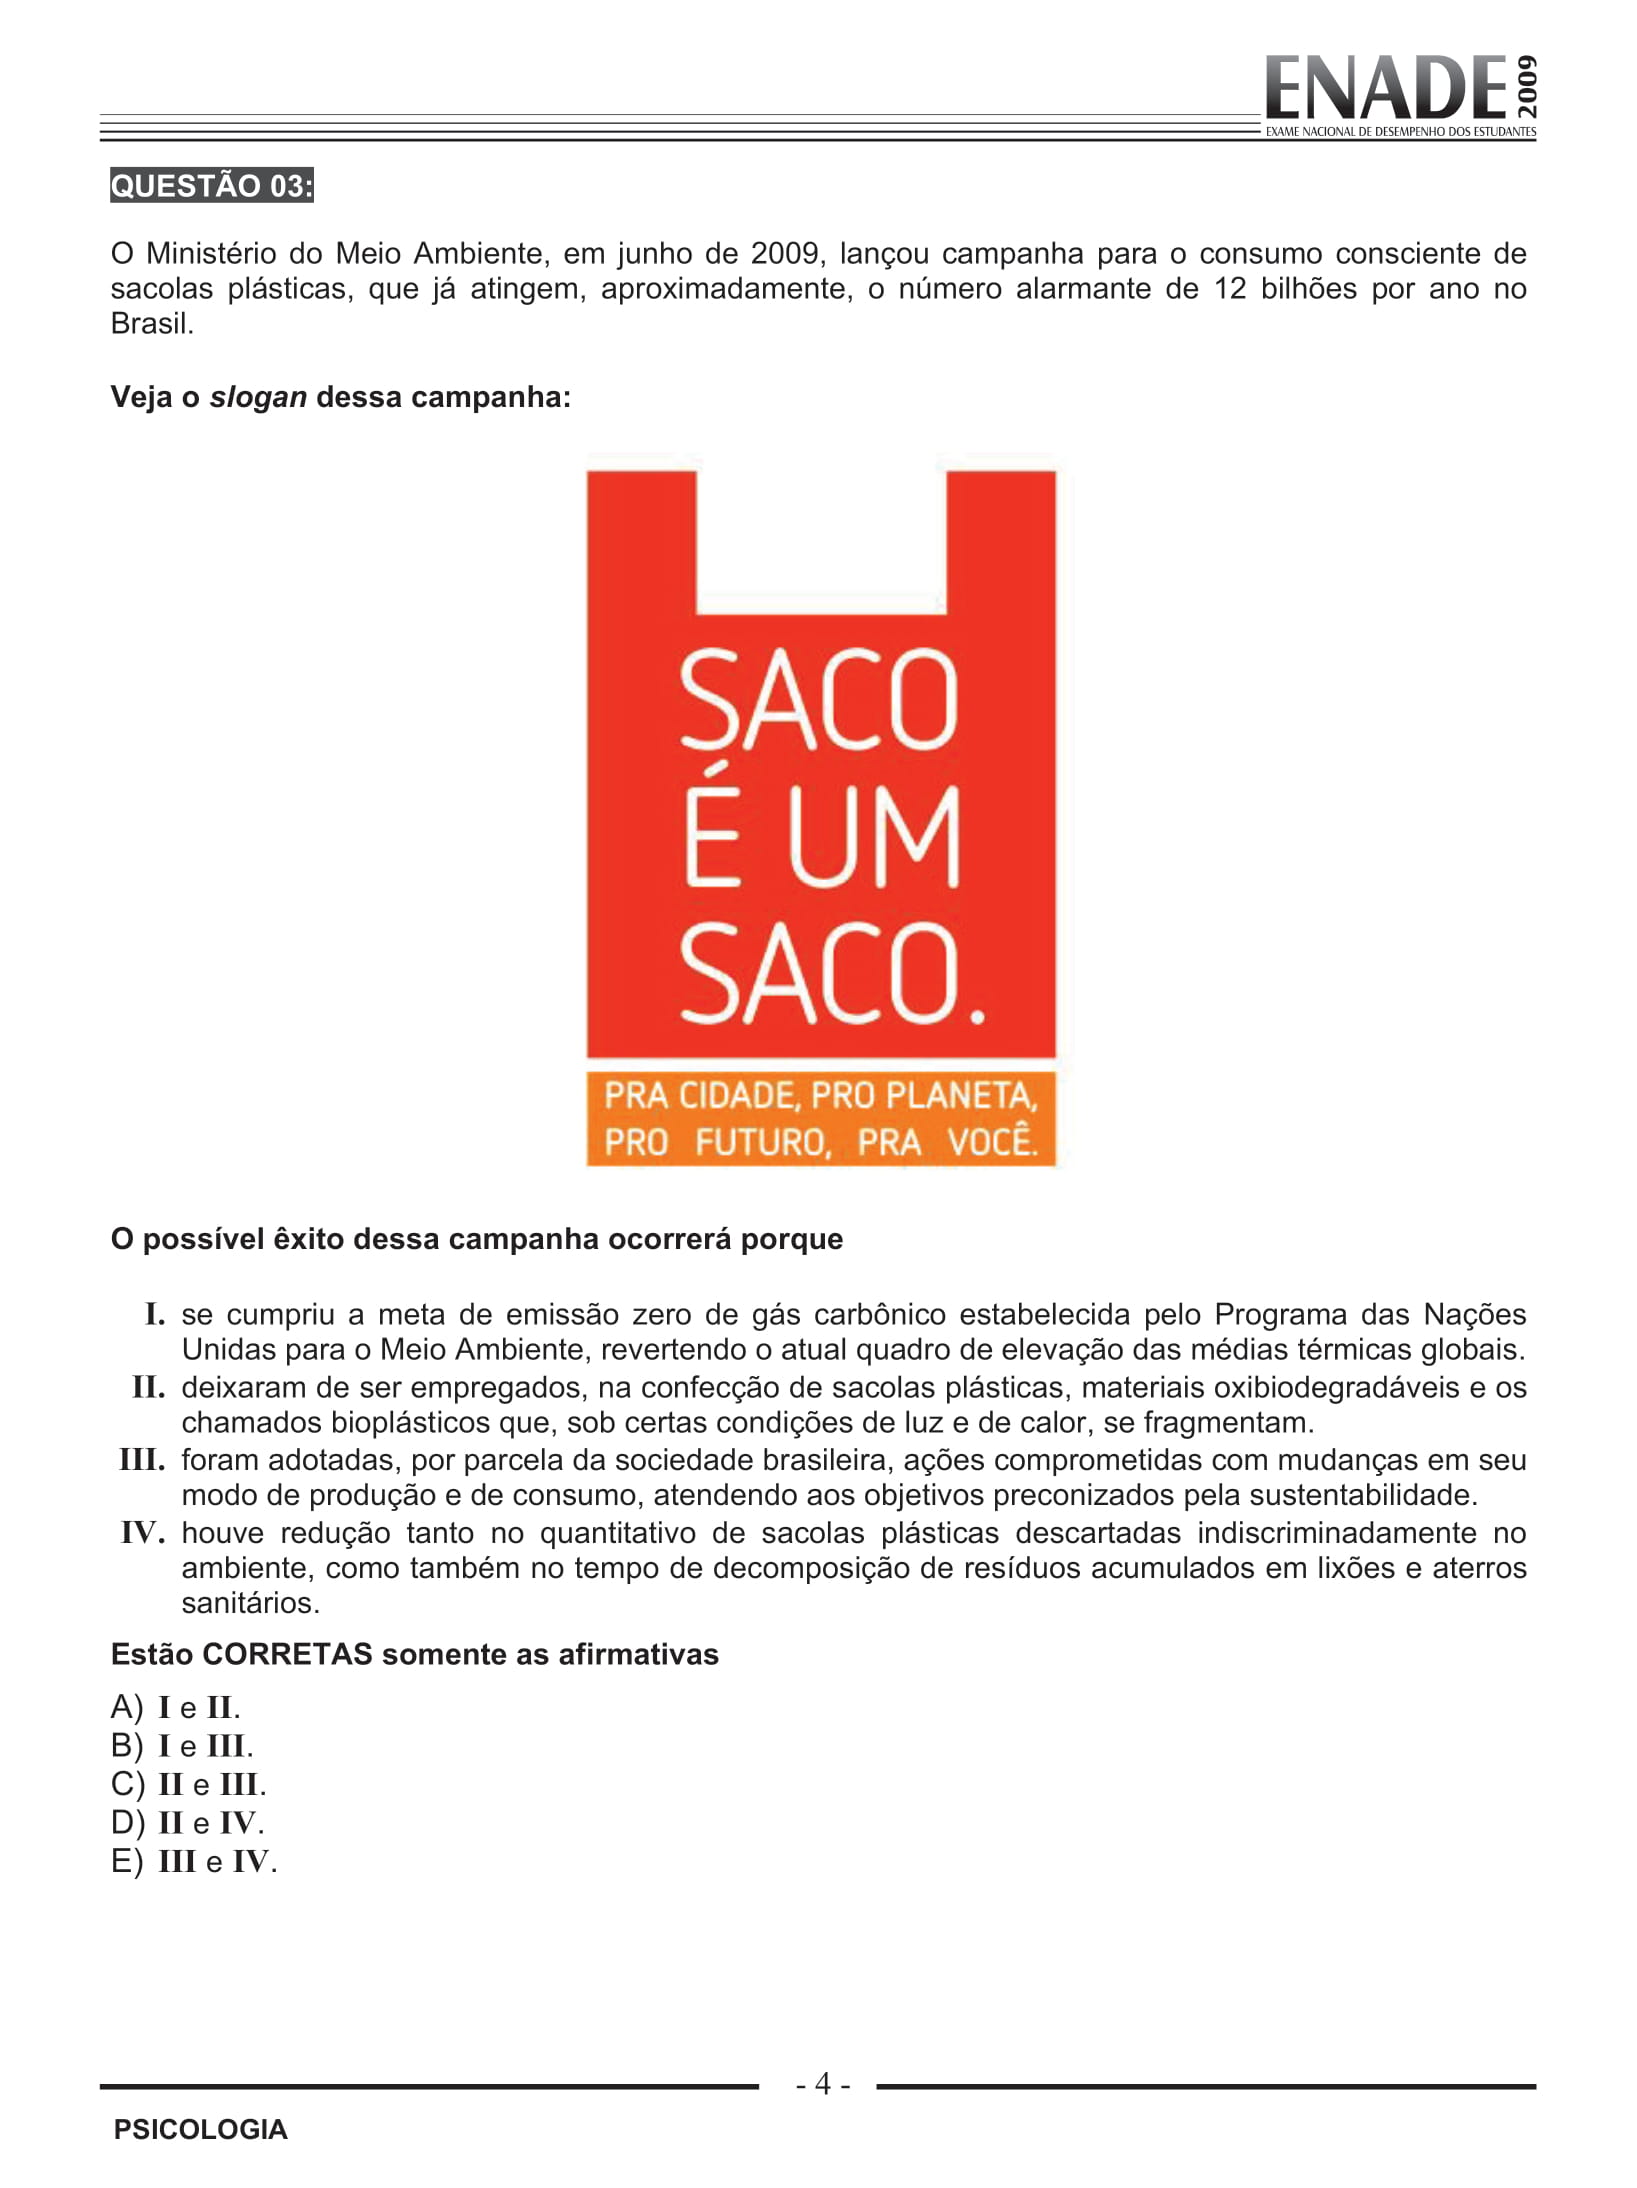 ENADE 2009
EXAME NACIONAL DE DESEMPENHO DOS ESTUDANTES
QUESTÃO 03:
O Ministério do Meio Ambiente, em junho de 2009, lançou campanha para o consumo consciente de
sacolas plásticas, que já atingem, aproximadamente, o número alarmante de 12 bilhões por ano no
Brasil.
Veja o slogan dessa campanha:
SACO
É UM
SACO.
PRA CIDADE, PRO PLANETA,
PRO FUTURO, PRA VOCÊ.
O possível êxito dessa campanha ocorrerá porque
I. se cumpriu a meta de emissão zero de gás carbônico estabelecida pelo Programa das Nações
Unidas para o Meio Ambiente, revertendo o atual quadro de elevação das médias térmicas globais.
II. deixaram de ser empregados, na confecção de sacolas plásticas, materiais oxibiodegradáveis e os
chamados bioplásticos que, sob certas condições de luz e de calor, se fragmentam.
III. foram adotadas, por parcela da sociedade brasileira, ações comprometidas com mudanças em seu
modo de produção e de consumo, atendendo aos objetivos preconizados pela sustentabilidade.
IV. houve redução tanto no quantitativo de sacolas plásticas descartadas indiscriminadamente no
ambiente, como também no tempo de decomposição de resíduos acumulados em lixões e aterros
sanitários.
Estão CORRETAS somente as afirmativas
A) I e II.
B) I e III.
C) II e III.
D) II e IV.
E) III e IV.
- 4 -
PSICOLOGIA